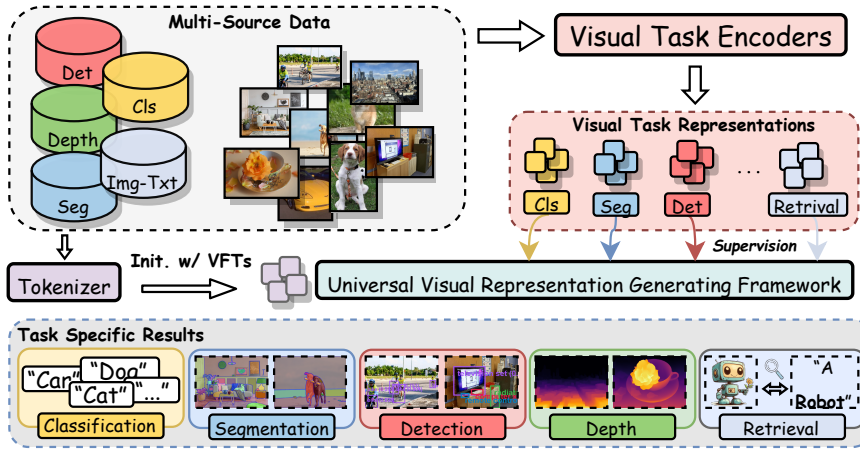 Multi-Source Data
Det
Cls
Depth
Img-Txt
Seg
Visual Task Encoders
Visual Task Representations
Cls
Seg
Det
...
Retrival
Supervision
Tokenizer
Init. w/ VFTs
Universal Visual Representation Generating Framework
Task Specific Results
"Car"
"Dog"
"Cat"
"..."
Classification
Segmentation
Detection
Depth
"A
Robot"
Retrieval